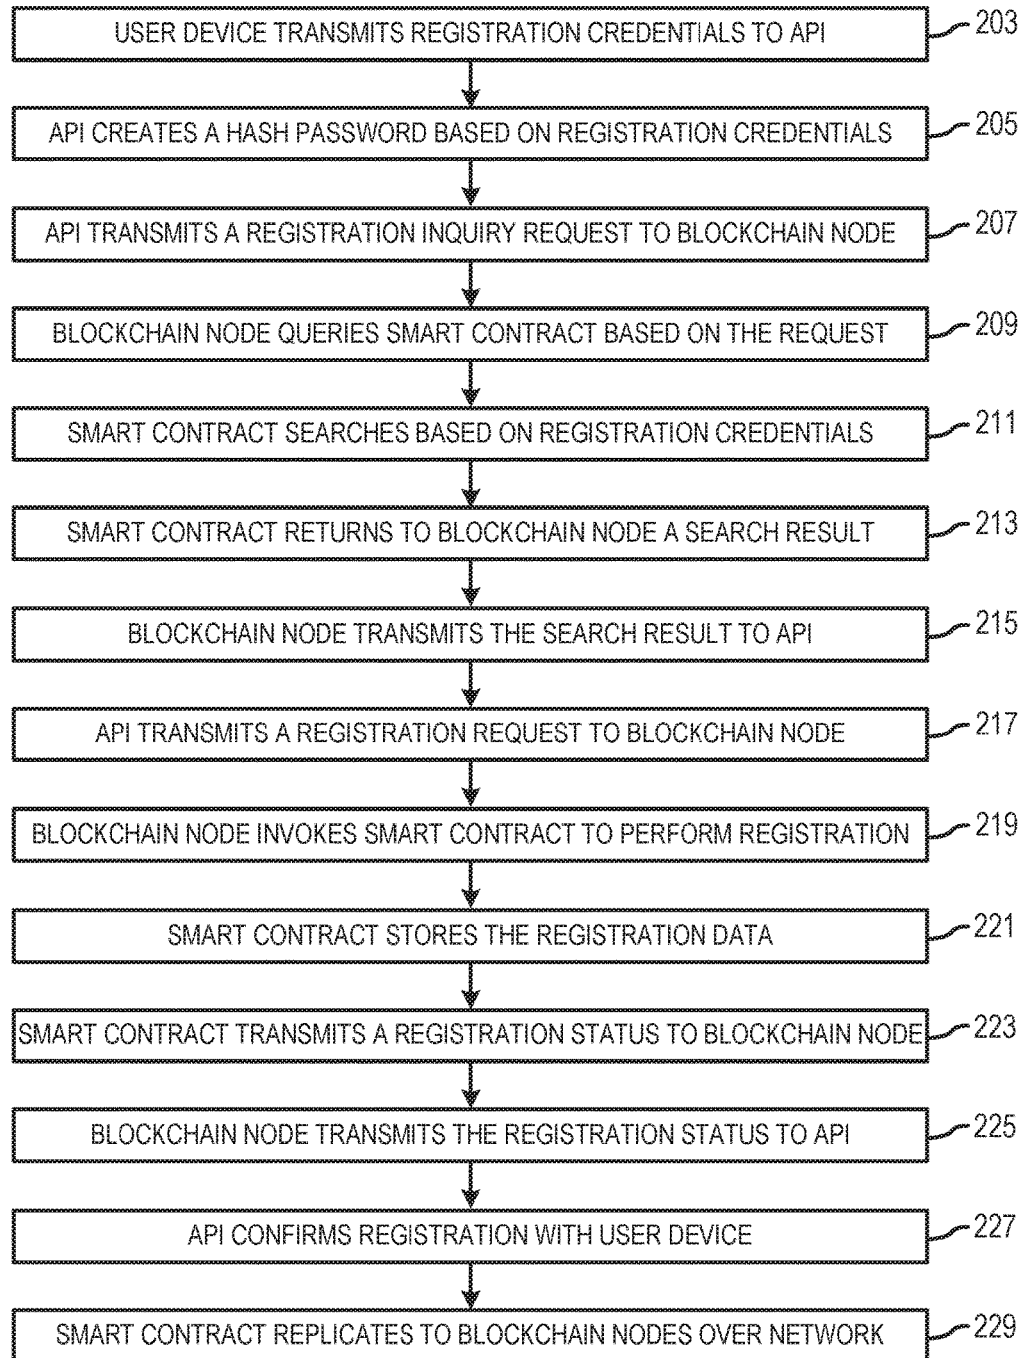 USER DEVICE TRANSMITS REGISTRATION CREDENTIALS TO API 203
API CREATES A HASH PASSWORD BASED ON REGISTRATION CREDENTIALS 205
API TRANSMITS A REGISTRATION INQUIRY REQUEST TO BLOCKCHAIN NODE 207
BLOCKCHAIN NODE QUERIES SMART CONTRACT BASED ON THE REQUEST 209
SMART CONTRACT SEARCHES BASED ON REGISTRATION CREDENTIALS 211
SMART CONTRACT RETURNS TO BLOCKCHAIN NODE A SEARCH RESULT 213
BLOCKCHAIN NODE TRANSMITS THE SEARCH RESULT TO API 215
API TRANSMITS A REGISTRATION REQUEST TO BLOCKCHAIN NODE 217
BLOCKCHAIN NODE INVOKES SMART CONTRACT TO PERFORM REGISTRATION 219
SMART CONTRACT STORES THE REGISTRATION DATA 221
SMART CONTRACT TRANSMITS A REGISTRATION STATUS TO BLOCKCHAIN NODE 223
BLOCKCHAIN NODE TRANSMITS THE REGISTRATION STATUS TO API 225
API CONFIRMS REGISTRATION WITH USER DEVICE 227
SMART CONTRACT REPLICATES TO BLOCKCHAIN NODES OVER NETWORK 229